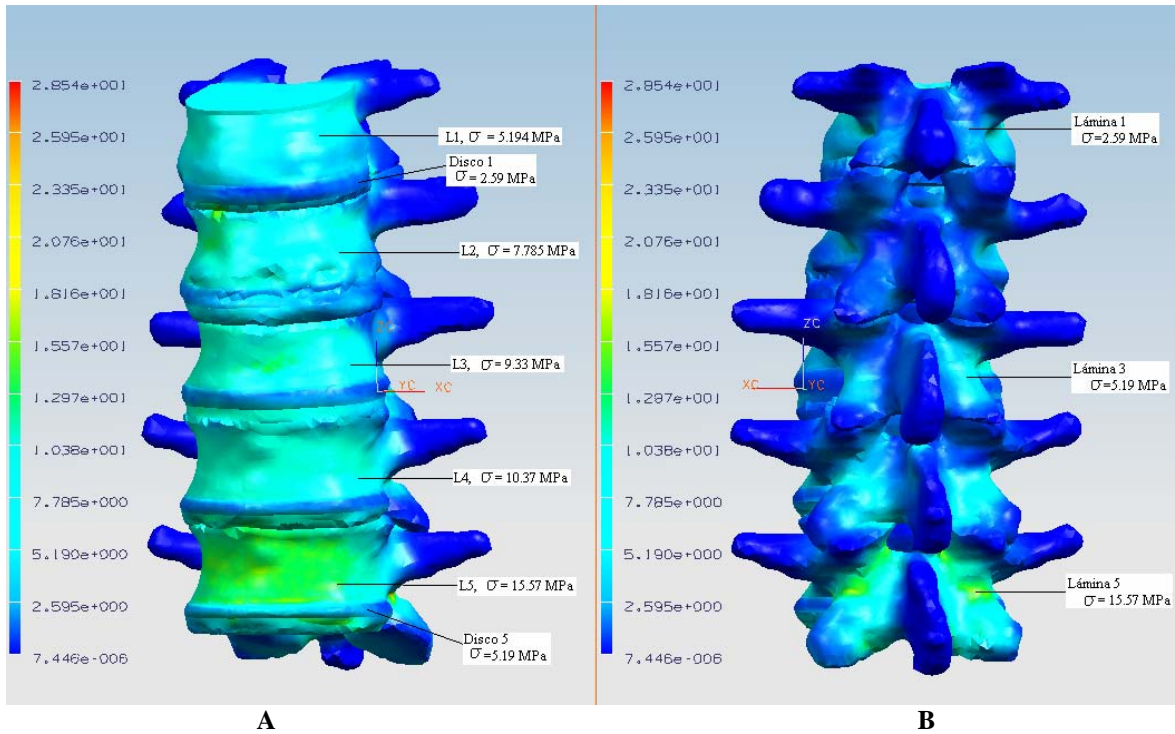 2.854e+001
2.595e+001
2.335e+001
2.076e+001
1.816e+001
1.557e+001
1.297e+001
1.038e+001
7.785e+000
5.190e+000
2.595e+000
7.446e-006
L1, σ = 5.194 MPa
Disco 1
σ = 2.59 MPa
L2, σ = 7.785 MPa
L3, σ = 9.33 MPa
ZC
YC XC
L4, σ = 10.37 MPa
L5, σ = 15.57 MPa
Disco 5
σ =5.19 MPa
A
2.854e+001
2.595e+001
2.335e+001
2.076e+001
1.816e+001
1.557e+001
1.297e+001
1.038e+001
7.785e+000
5.190e+000
2.595e+000
7.446e-006
Lámina 1
σ =2.59 MPa
ZC
XC YC
Lámina 3
σ =5.19 MPa
Lámina 5
σ = 15.57 MPa
B